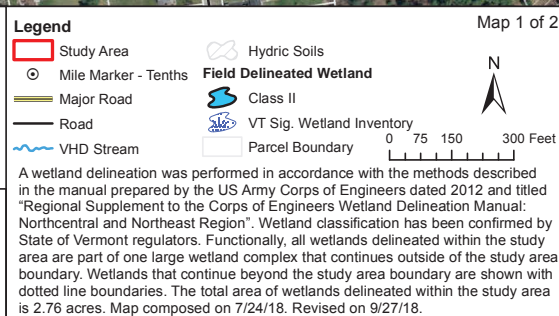 Legend
Map 1 of 2
Study Area
Mile Marker - Tenths
Major Road
Road
VHD Stream
Hydric Soils
Field Delineated Wetland
Class II
VT Sig. Wetland Inventory
Parcel Boundary
N
0 75 150 300 Feet
A wetland delineation was performed in accordance with the methods described
in the manual prepared by the US Army Corps of Engineers dated 2012 and titled
“Regional Supplement to the Corps of Engineers Wetland Delineation Manual:
Northcentral and Northeast Region”. Wetland classification has been confirmed by
State of Vermont regulators. Functionally, all wetlands delineated within the study
area are part of one large wetland complex that continues outside of the study area
boundary. Wetlands that continue beyond the study area boundary are shown with
dotted line boundaries. The total area of wetlands delineated within the study area
is 2.76 acres. Map composed on 7/24/18. Revised on 9/27/18.